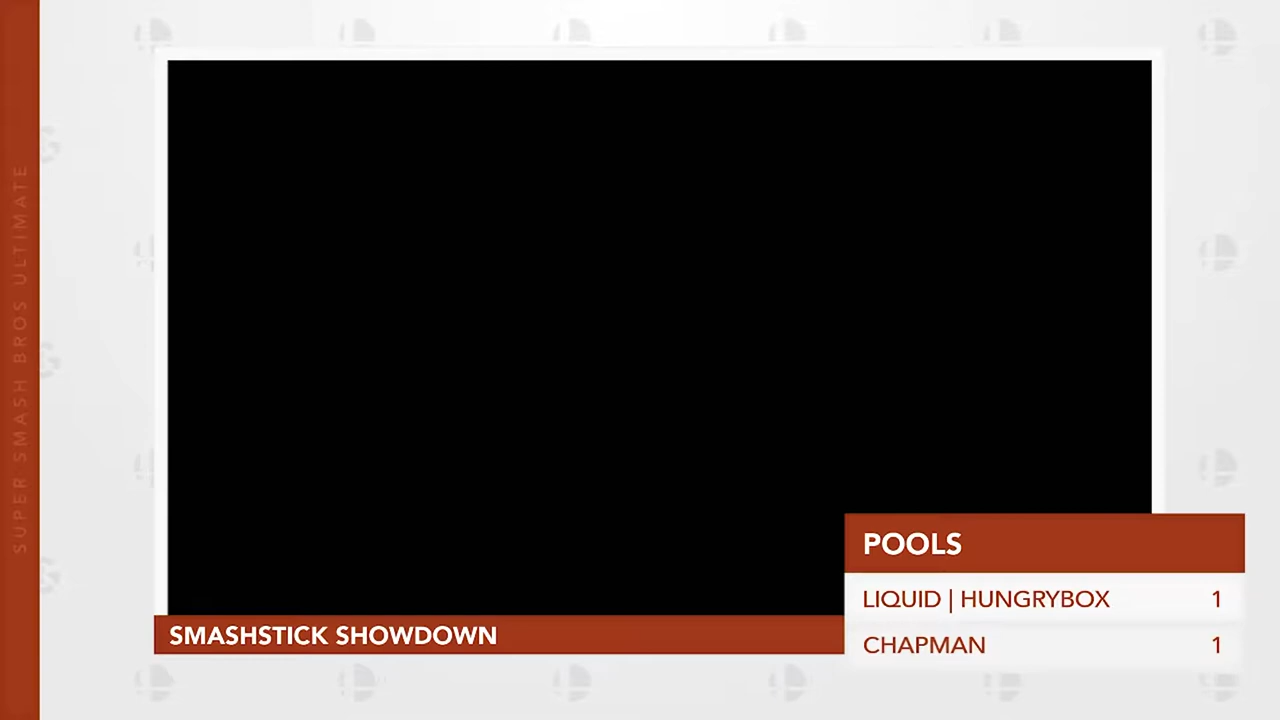 SUPER SMASH BROS ULTIMATE
POOLS
LIQUID | HUNGRYBOX 1
CHAPMAN 1
SMASHSTICK SHOWDOWN